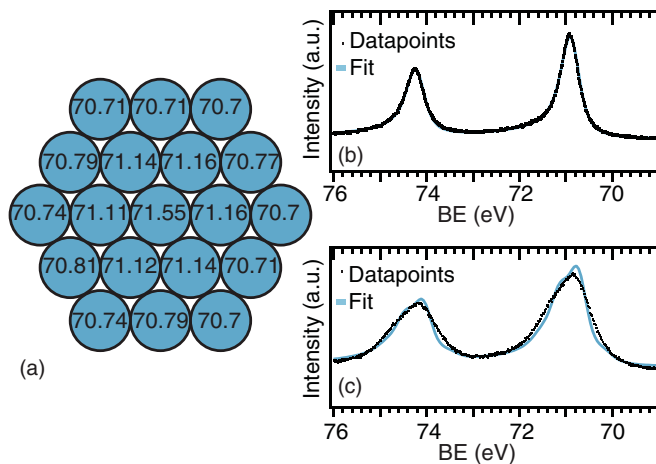 70.71 70.71 70.7
70.79 71.14 71.16 70.77
70.74 71.11 71.55 71.16 70.7
70.81 71.12 71.14 70.71
70.74 70.79 70.7
(a)
Intensity (a.u.)
Datapoints
Fit
(b)
76 74 72 70
BE (eV)
Intensity (a.u.)
Datapoints
Fit
(c)
76 74 72 70
BE (eV)